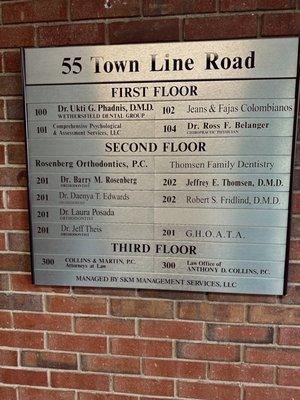 55 Town Line Road
FIRST FLOOR
100 Dr. Ukti G. Phadnis, D.M.D.
WETHERSFIELD DENTAL GROUP
102 Jeans & Fajas Colombianos
101 Comprehensive Psychological
& Assessment Services, LLC
104 Dr. Ross F. Belanger
CHIROPRACTIC PHYSICIAN
SECOND FLOOR
Rosenberg Orthodontics, P.C.
Thomsen Family Dentistry
201 Dr. Barry M. Rosenberg
ORTHODONTIST
202 Jeffrey E. Thomsen, D.M.D.
201 Dr. Daenya T. Edwards
ORTHODONTIST
202 Robert S. Fridlind, D.M.D.
201 Dr. Laura Posada
ORTHODONTIST
201 Dr. Jeff Theis
ORTHODONTIST
201 G.H.O.A.T.A.
THIRD FLOOR
300 COLLINS & MARTIN, P.C.
Attorneys at Law
300 Law Office of
ANTHONY D. COLLINS, P.C.
MANAGED BY SKM MANAGEMENT SERVICES, LLC